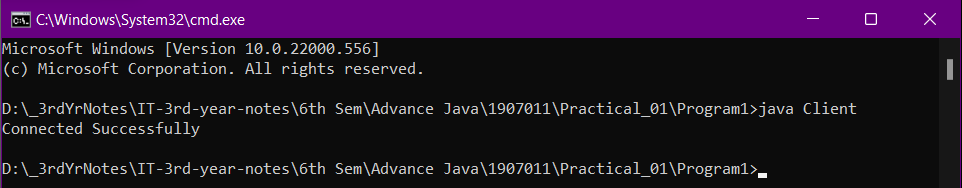 C:\Windows\System32\cmd.exe
Microsoft Windows [Version 10.0.22000.556]
(c) Microsoft Corporation. All rights reserved.
D:\_3rdYrNotes\IT-3rd-year-notes\6th Sem\Advance Java\1907011\Practical_01\Program1>java Client
Connected Successfully
D:\_3rdYrNotes\IT-3rd-year-notes\6th Sem\Advance Java\1907011\Practical_01\Program1>